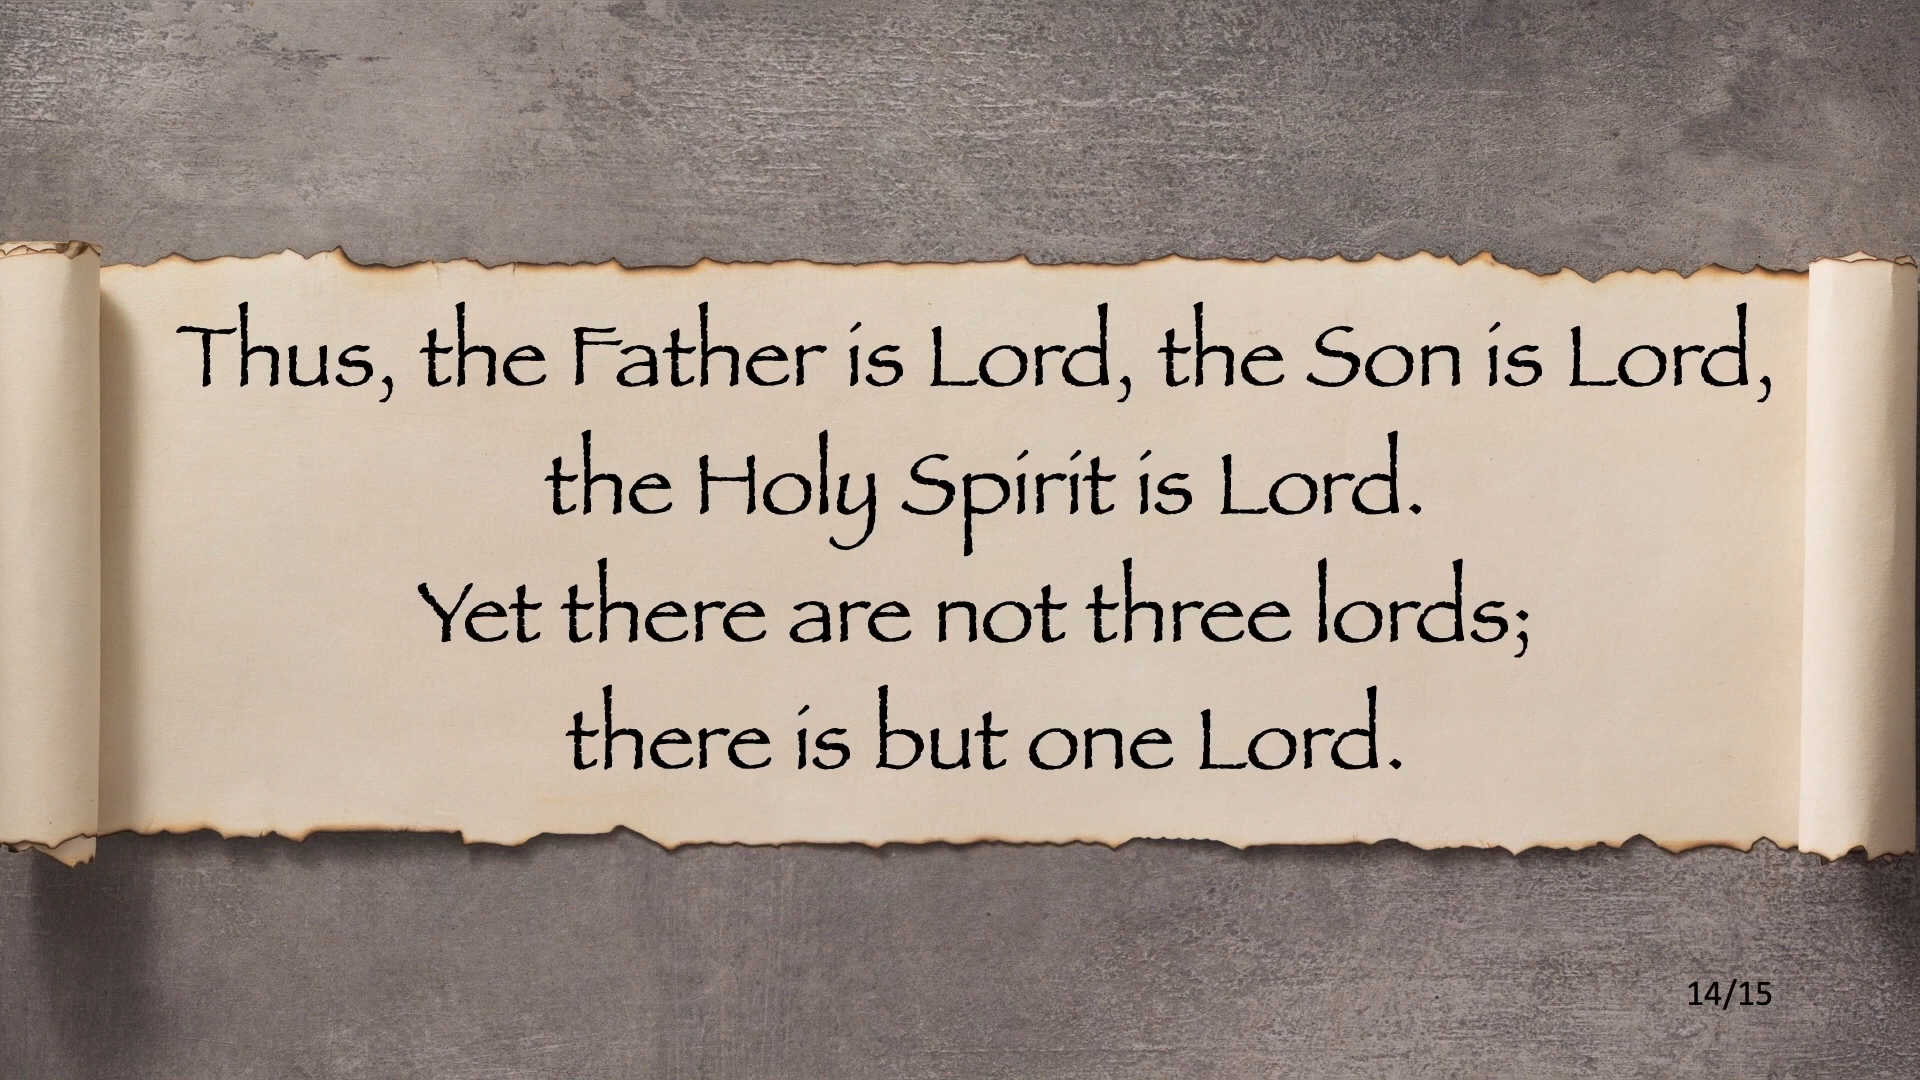 Thus, the Father is Lord, the Son is Lord,
the Holy Spirit is Lord.
Yet there are not three lords;
there is but one Lord.
14/15